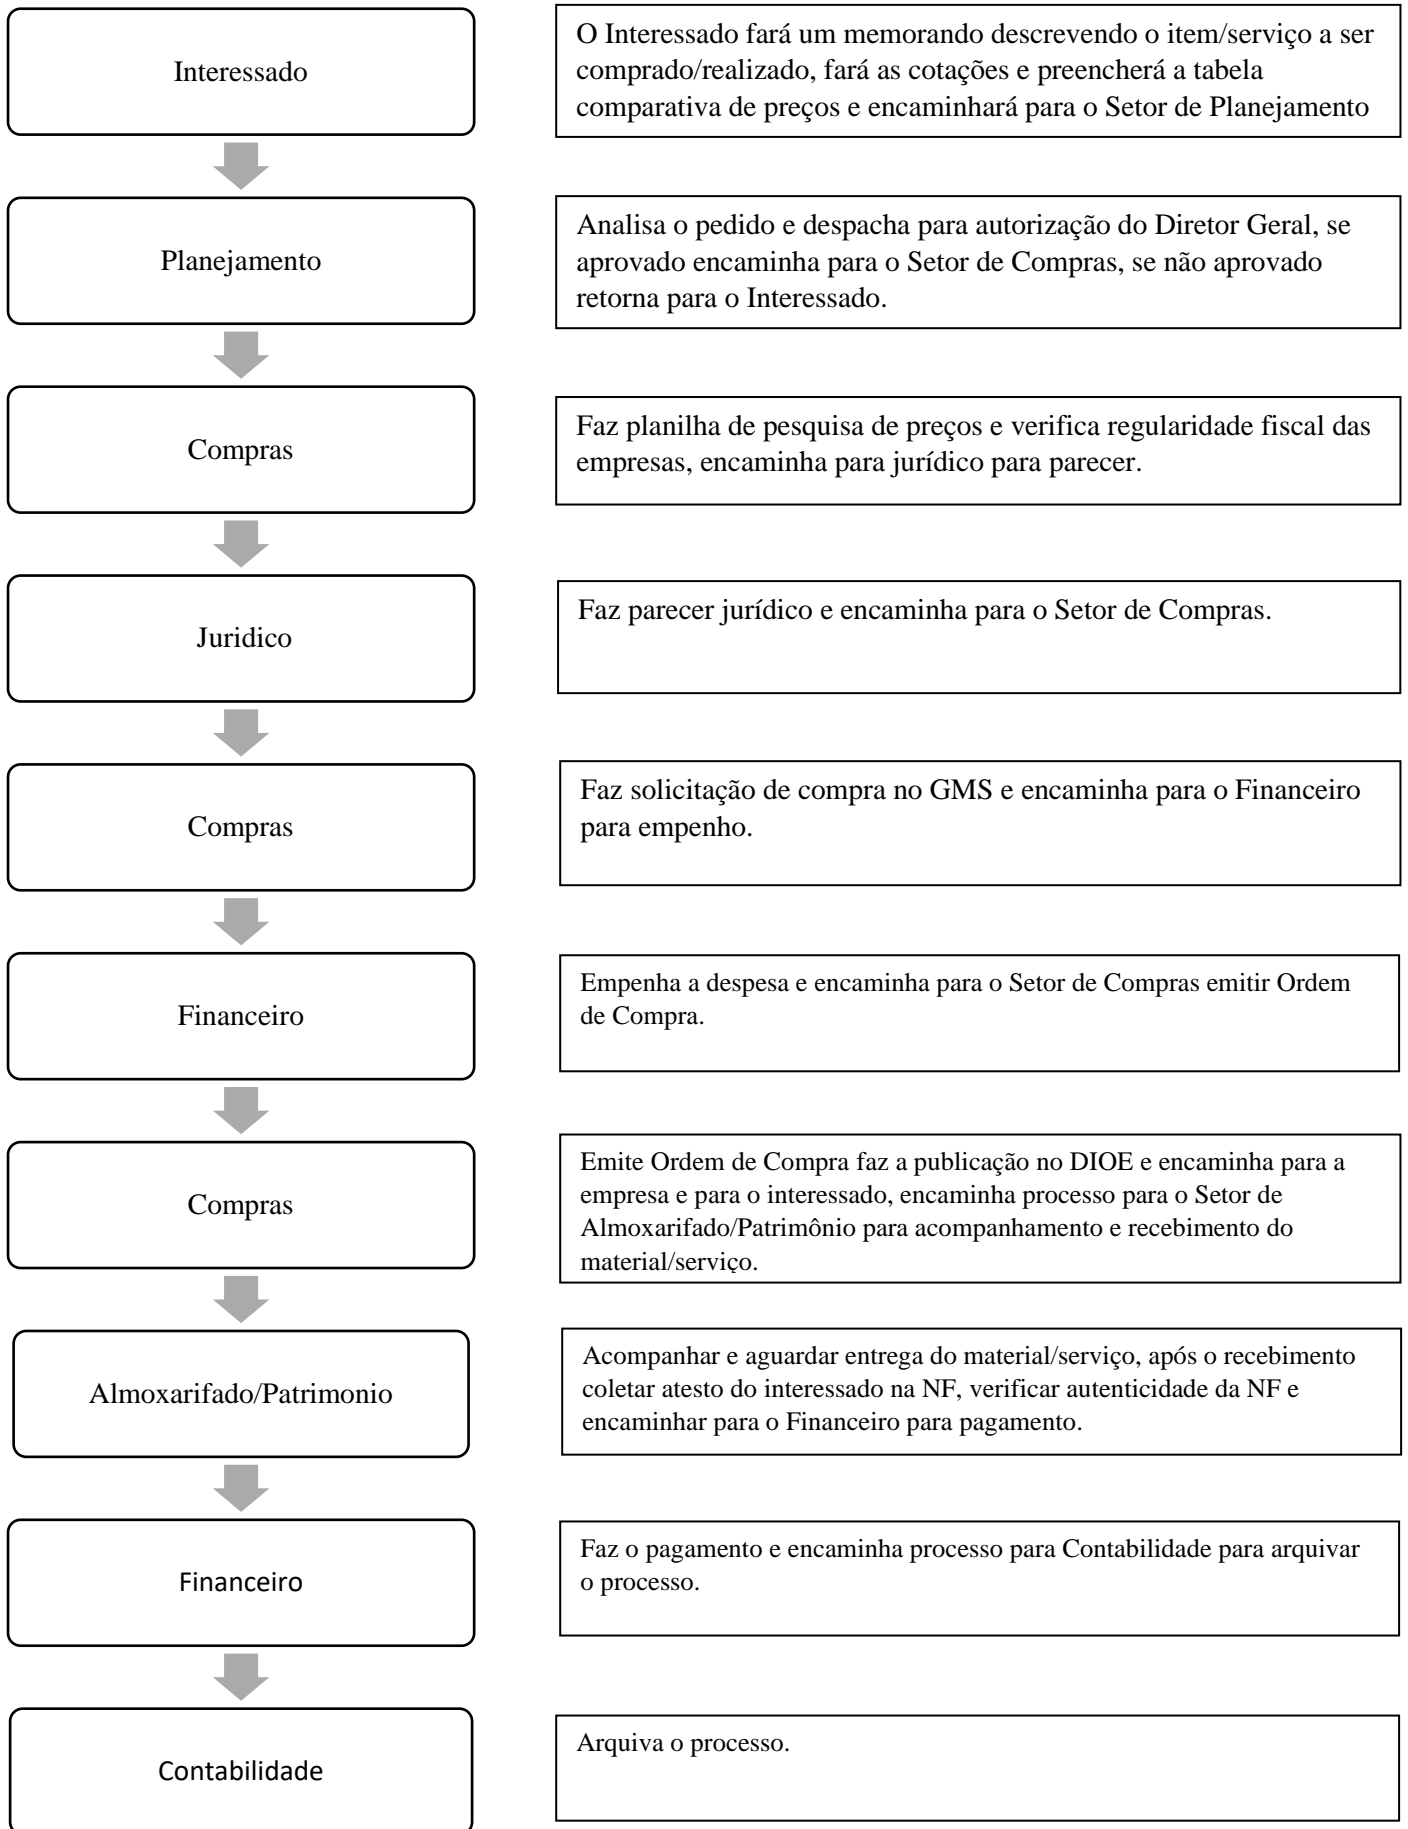 Interessado
O Interessado fará um memorando descrevendo o item/serviço a ser
comprado/realizado, fará as cotações e preencherá a tabela
comparativa de preços e encaminhará para o Setor de Planejamento
Planejamento
Analisa o pedido e despacha para autorização do Diretor Geral, se
aprovado encaminha para o Setor de Compras, se não aprovado
retorna para o Interessado.
Compras
Faz planilha de pesquisa de preços e verifica regularidade fiscal das
empresas, encaminha para jurídico para parecer.
Juridico
Faz parecer jurídico e encaminha para o Setor de Compras.
Compras
Faz solicitação de compra no GMS e encaminha para o Financeiro
para empenho.
Financeiro
Empenha a despesa e encaminha para o Setor de Compras emitir Ordem
de Compra.
Compras
Emite Ordem de Compra faz a publicação no DIOE e encaminha para a
empresa e para o interessado, encaminha processo para o Setor de
Almoxarifado/Patrimônio para acompanhamento e recebimento do
material/serviço.
Almoxarifado/Patrimonio
Acompanhar e aguardar entrega do material/serviço, após o recebimento
coletar atesto do interessado na NF, verificar autenticidade da NF e
encaminhar para o Financeiro para pagamento.
Financeiro
Faz o pagamento e encaminha processo para Contabilidade para arquivar
o processo.
Contabilidade
Arquiva o processo.